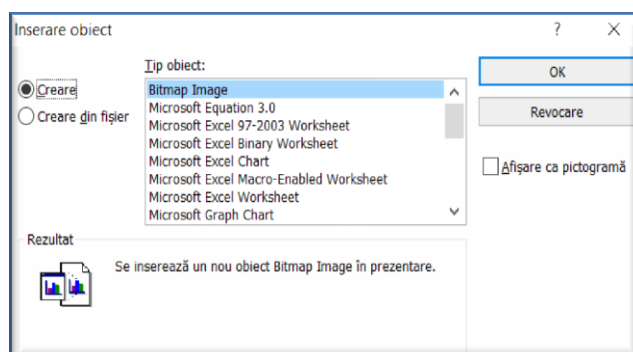 Inserare obiect
? X
Tip obiect:
Creare
Creare din fișier
Bitmap Image
Microsoft Equation 3.0
Microsoft Excel 97-2003 Worksheet
Microsoft Excel Binary Worksheet
Microsoft Excel Chart
Microsoft Excel Macro-Enabled Worksheet
Microsoft Excel Worksheet
Microsoft Graph Chart
OK
Revocare
Afișare ca pictogramă
Rezultat
Se inserează un nou obiect Bitmap Image în prezentare.